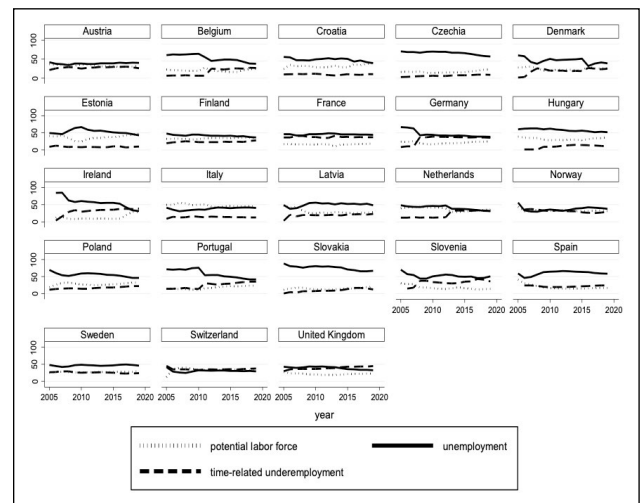 Austria Belgium Croatia Czechia Denmark
100
50
0
Estonia Finland France Germany Hungary
100
50
0
Ireland Italy Latvia Netherlands Norway
100
50
0
Poland Portugal Slovakia Slovenia Spain
100
50
0
2005 2010 2015 2020 2005 2010 2015 2020
Sweden Switzerland United Kingdom
100
50
0
2005 2010 2015 2020 2005 2010 2015 2020 2005 2010 2015 2020
year
potential labor force unemployment
time-related underemployment